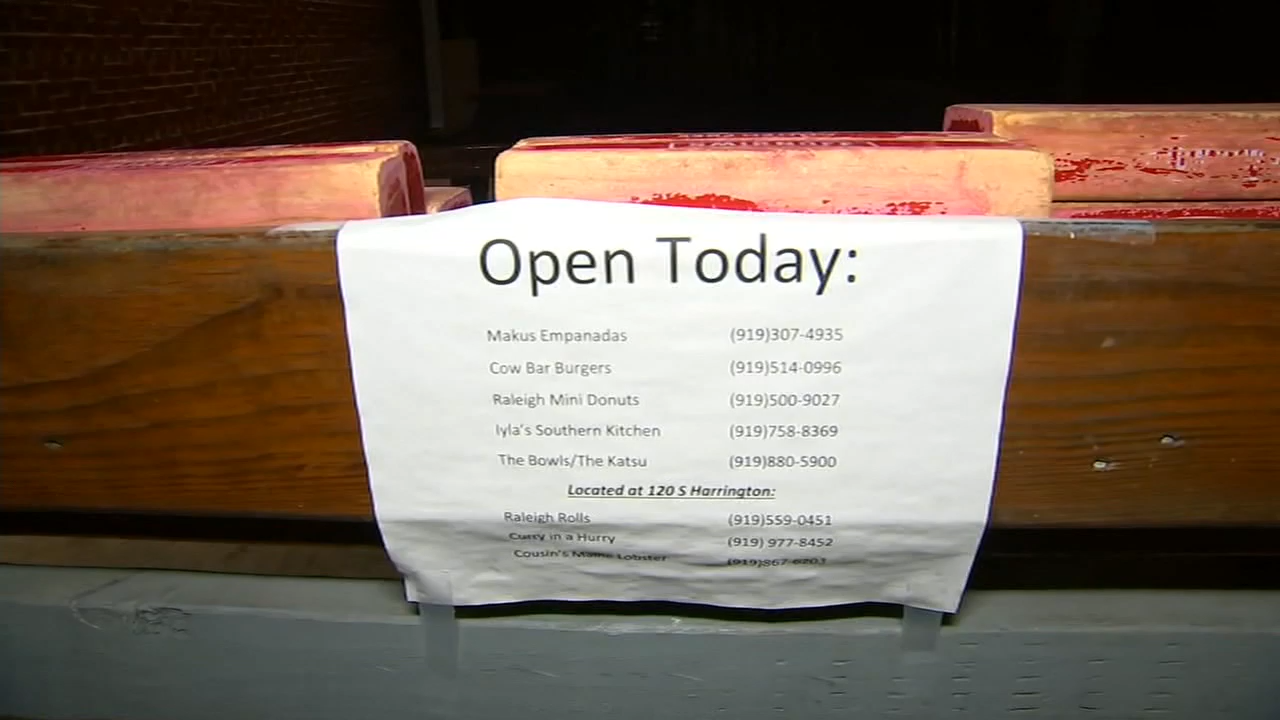 Open Today:
Makus Empanadas (919)307-4935
Cow Bar Burgers (919)514-0996
Raleigh Mini Donuts (919)500-9027
Iyla's Southern Kitchen (919)758-8369
The Bowls/The Katsu (919)880-5900
Located at 120 S Harrington:
Raleigh Rolls (919)559-0451
Curry in a Hurry (919) 977-8452
Cousin's Maine Lobster